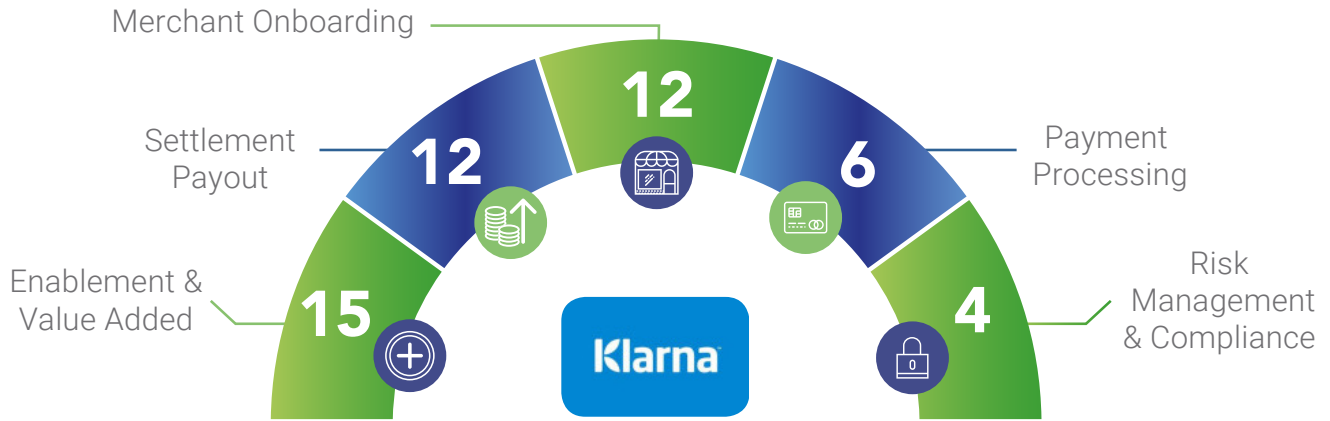 Merchant Onboarding
12
Settlement
Payout
12
6
Payment
Processing
Enablement &
Value Added
15
Klarna
4
Risk
Management
& Compliance